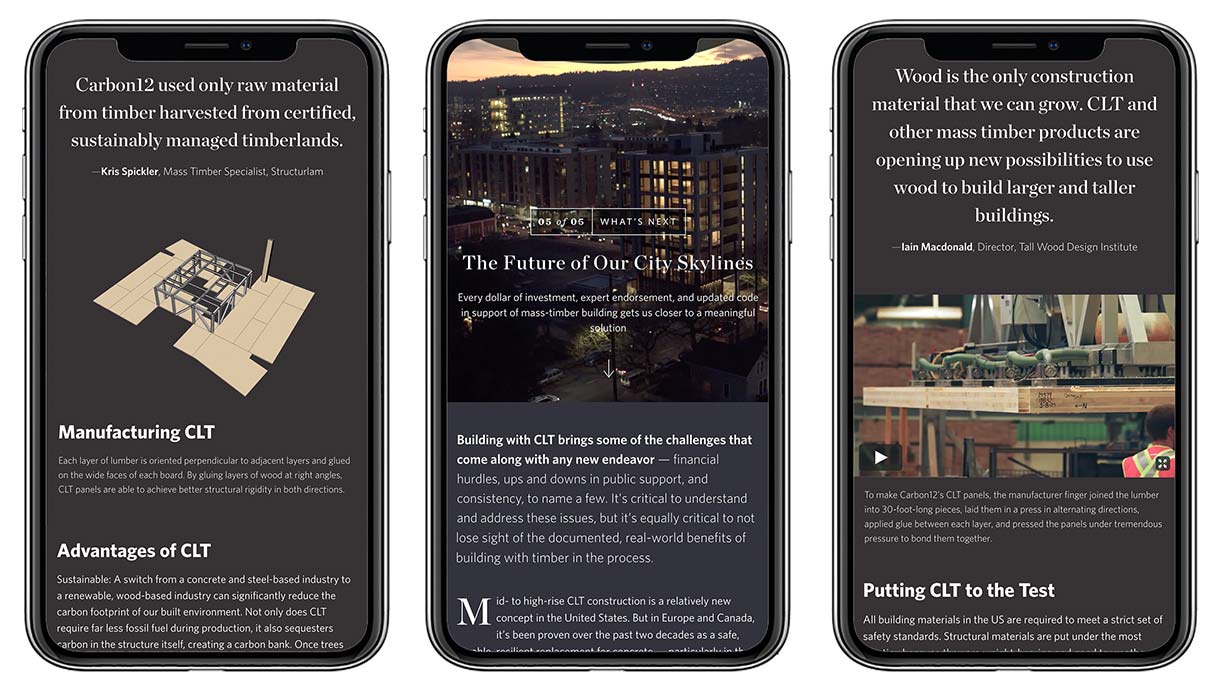 Carbon12 used only raw material
from timber harvested from certified,
sustainably managed timberlands.
—Kris Spickler, Mass Timber Specialist, Structurlam
Manufacturing CLT
Each layer of lumber is oriented perpendicular to adjacent layers and glued
on the wide faces of each board. By gluing layers of wood at right angles,
CLT panels are able to achieve better structural rigidity in both directions.
Advantages of CLT
Sustainable: A switch from a concrete and steel-based industry to
a renewable, wood-based industry can significantly reduce the
carbon footprint of our built environment. Not only does CLT
require far less fossil fuel during production, it also sequesters
carbon in the structure itself, creating a carbon bank. Once trees
05 of 05 WHAT'S NEXT
The Future of Our City Skylines
Every dollar of investment, expert endorsement, and updated code
in support of mass-timber building gets us closer to a meaningful
solution
Building with CLT brings some of the challenges that
come along with any new endeavor — financial
hurdles, ups and downs in public support, and
consistency, to name a few. It's critical to understand
and address these issues, but it's equally critical to not
lose sight of the documented, real-world benefits of
building with timber in the process.
Mid- to high-rise CLT construction is a relatively new
concept in the United States. But in Europe and Canada,
it's been proven over the past two decades as a safe,
resilient replacement for concrete — particularly in
Wood is the only construction
material that we can grow. CLT and
other mass timber products are
opening up new possibilities to use
wood to build larger and taller
buildings.
—Iain Macdonald, Director, Tall Wood Design Institute
To make Carbon12's CLT panels, the manufacturer finger joined the lumber
into 30-foot-long pieces, laid them in a press in alternating directions,
applied glue between each layer, and pressed the panels under tremendous
pressure to bond them together.
Putting CLT to the Test
All building materials in the US are required to meet a strict set of
safety standards. Structural materials are put under the most